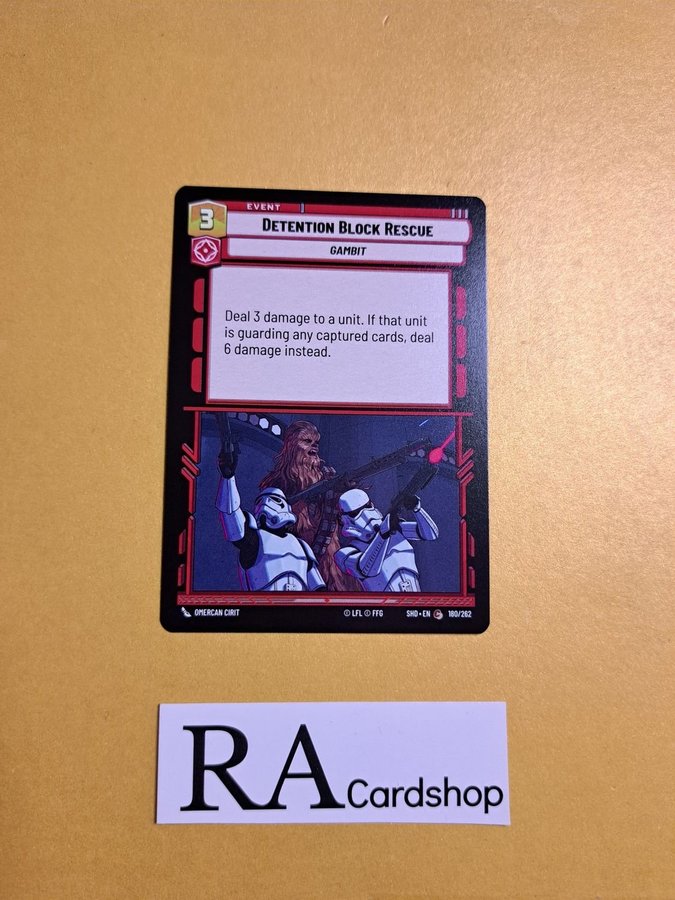 EVENT
3
DETENTION BLOCK RESCUE
GAMBIT
Deal 3 damage to a unit. If that unit
is guarding any captured cards, deal
6 damage instead.
OMERCAN CIRIT © LFL © FFG SHD • EN C 180/262
RA Cardshop